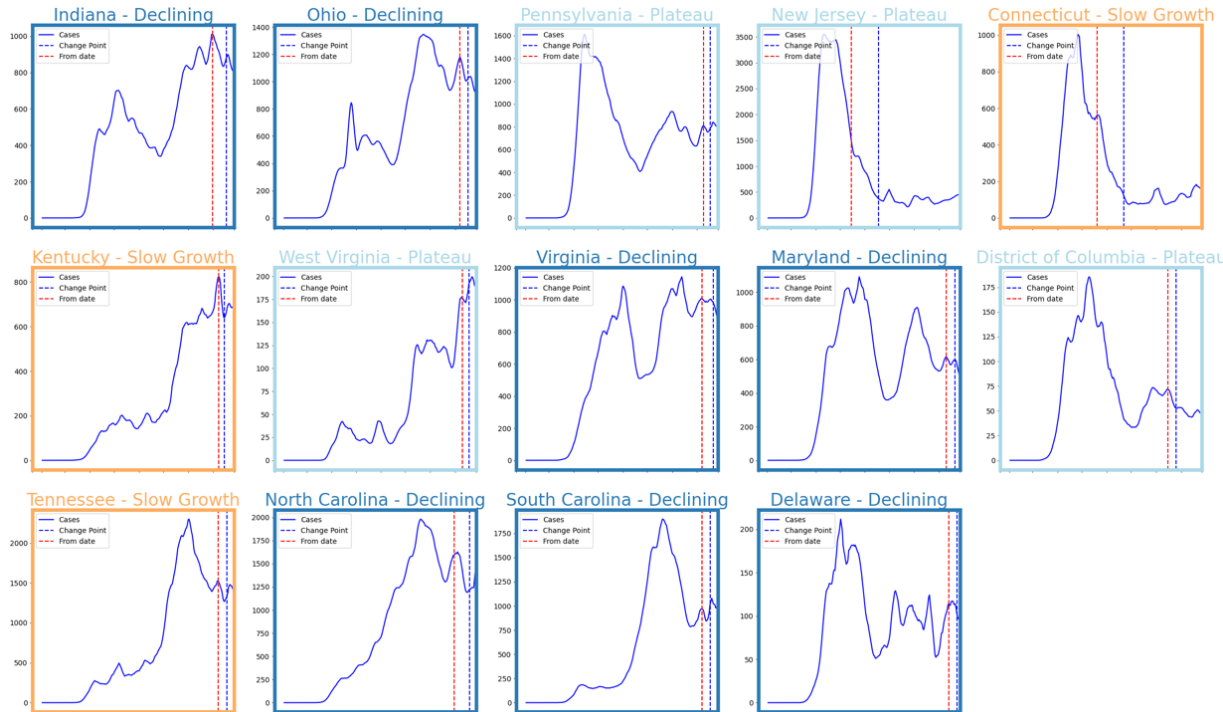 Indiana - Declining
Ohio - Declining
Pennsylvania - Plateau
New Jersey - Plateau
Connecticut - Slow Growth
1000
800
600
400
200
0
Cases
Change Point
From date
1400
1200
1000
800
600
400
200
0
Cases
Change Point
From date
1600
1400
1200
1000
800
600
400
200
0
Cases
Change Point
From date
3500
3000
2500
2000
1500
1000
500
0
Cases
Change Point
From date
1000
800
600
400
200
0
Cases
Change Point
From date
Kentucky - Slow Growth
West Virginia - Plateau
Virginia - Declining
Maryland - Declining
District of Columbia - Plateau
800
600
400
200
0
Cases
Change Point
From date
200
175
150
125
100
75
50
25
0
Cases
Change Point
From date
1200
1000
800
600
400
200
0
Cases
Change Point
From date
1000
800
600
400
200
0
Cases
Change Point
From date
175
150
125
100
75
50
25
0
Cases
Change Point
From date
Tennessee - Slow Growth
North Carolina - Declining
South Carolina - Declining
Delaware - Declining
2000
1500
1000
500
0
Cases
Change Point
From date
2000
1750
1500
1250
1000
750
500
250
0
Cases
Change Point
From date
1750
1500
1250
1000
750
500
250
0
Cases
Change Point
From date
200
150
100
50
0
Cases
Change Point
From date